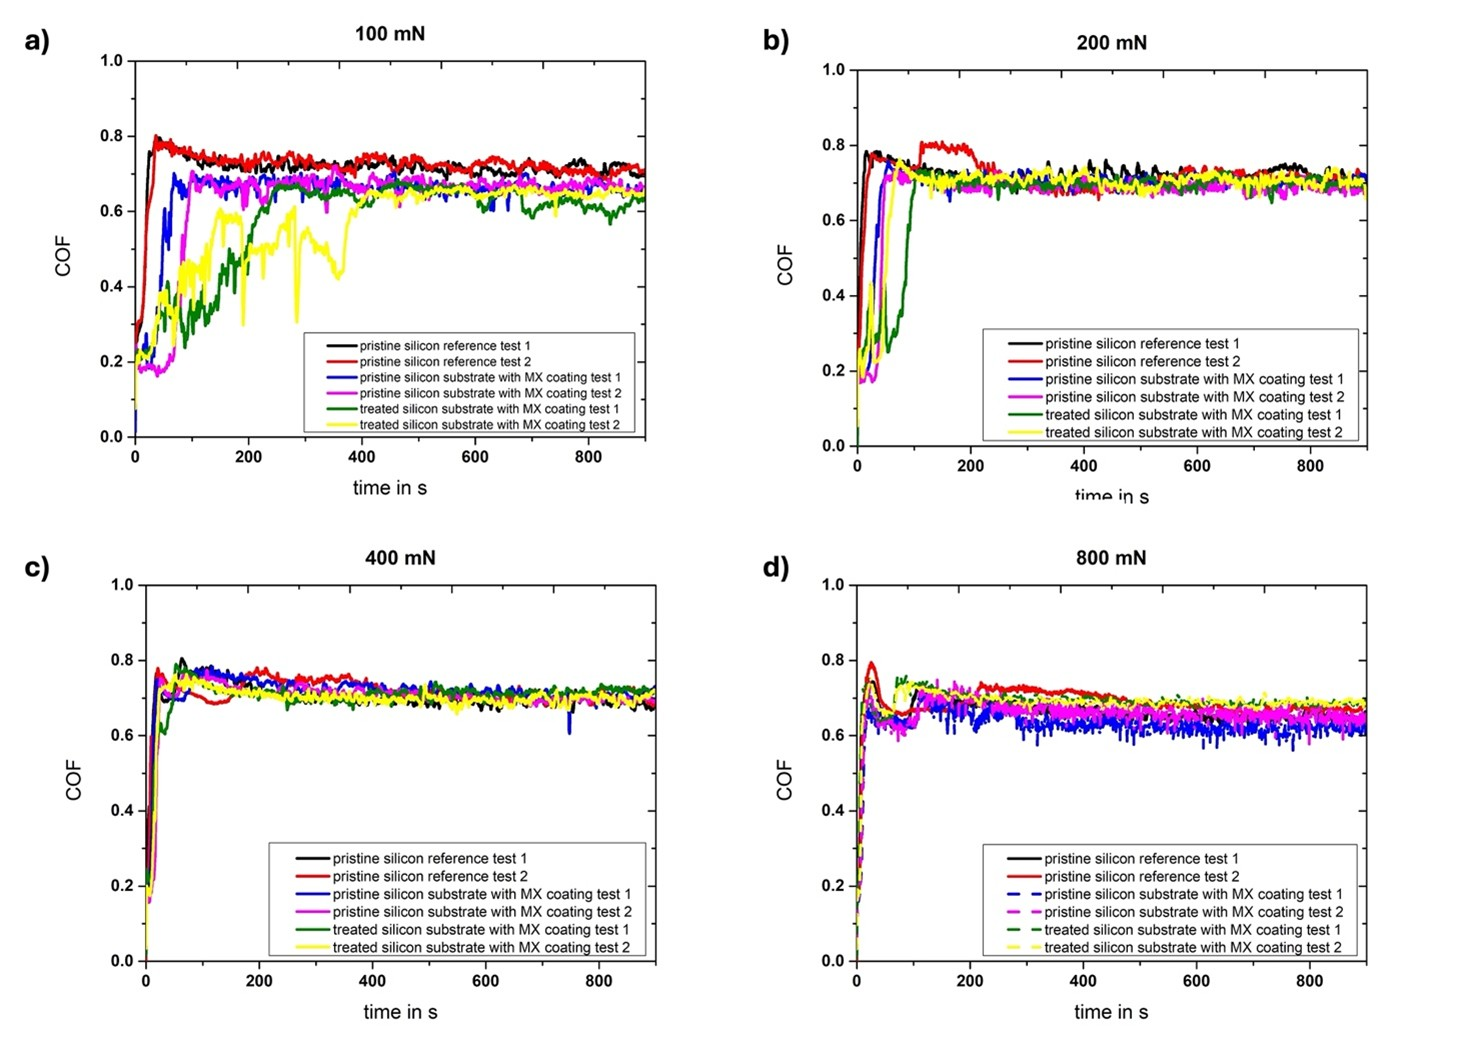 a)
100 mN
1.0
0.8
0.6
0.4
0.2
0.0
COF
pristine silicon reference test 1
pristine silicon reference test 2
pristine silicon substrate with MX coating test 1
pristine silicon substrate with MX coating test 2
treated silicon substrate with MX coating test 1
treated silicon substrate with MX coating test 2
0 200 400 600 800
time in s
b)
200 mN
1.0
0.8
0.6
0.4
0.2
0.0
COF
pristine silicon reference test 1
pristine silicon reference test 2
pristine silicon substrate with MX coating test 1
pristine silicon substrate with MX coating test 2
treated silicon substrate with MX coating test 1
treated silicon substrate with MX coating test 2
0 200 400 600 800
time in s
c)
400 mN
1.0
0.8
0.6
0.4
0.2
0.0
COF
pristine silicon reference test 1
pristine silicon reference test 2
pristine silicon substrate with MX coating test 1
pristine silicon substrate with MX coating test 2
treated silicon substrate with MX coating test 1
treated silicon substrate with MX coating test 2
0 200 400 600 800
time in s
d)
800 mN
1.0
0.8
0.6
0.4
0.2
0.0
COF
pristine silicon reference test 1
pristine silicon reference test 2
pristine silicon substrate with MX coating test 1
pristine silicon substrate with MX coating test 2
treated silicon substrate with MX coating test 1
treated silicon substrate with MX coating test 2
0 200 400 600 800
time in s